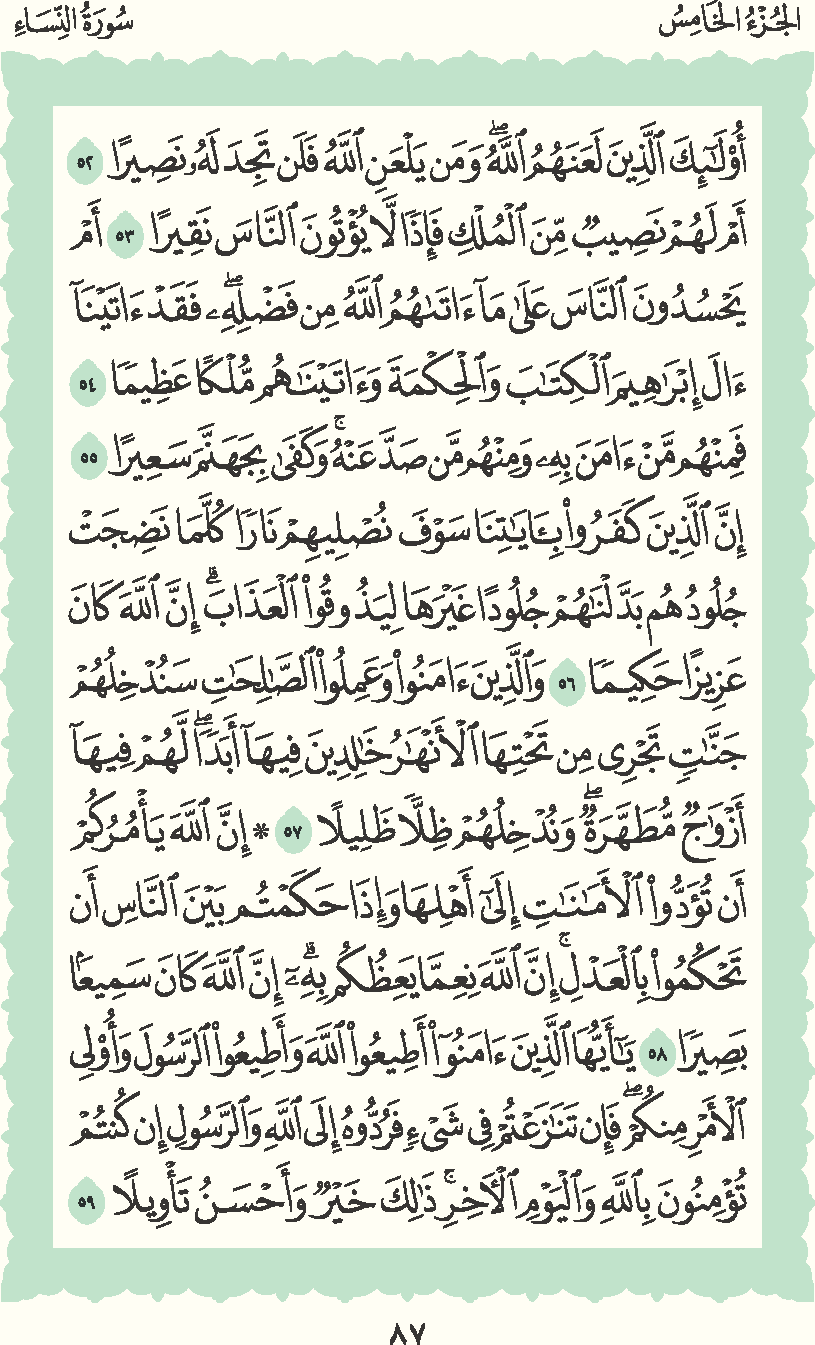 الجُزْءُ الخَامِسُ
سُورَةُ النِّسَاءِ
أُوْلَٰٓئِكَ ٱلَّذِينَ لَعَنَهُمُ ٱللَّهُۖ وَمَن يَلْعَنِ ٱللَّهُ فَلَن تَجِدَ لَهُۥ نَصِيرًا ٥٢
أَمْ لَهُمْ نَصِيبٌ مِّنَ ٱلْمُلْكِ فَإِذًا لَّا يُؤْتُونَ ٱلنَّاسَ نَقِيرًا ٥٣ أَمْ
يَحْسُدُونَ ٱلنَّاسَ عَلَىٰ مَآ ءَاتَىٰهُمُ ٱللَّهُ مِن فَضْلِهِۦۖ فَقَدْ ءَاتَيْنَآ
ءَالَ إِبْرَٰهِيمَ ٱلْكِتَٰبَ وَٱلْحِكْمَةَ وَءَاتَيْنَٰهُم مُّلْكًا عَظِيمًا ٥٤
فَمِنْهُم مَّنْ ءَامَنَ بِهِۦ وَمِنْهُم مَّن صَدَّ عَنْهُۚ وَكَفَىٰ بِجَهَنَّمَ سَعِيرًا ٥٥
إِنَّ ٱلَّذِينَ كَفَرُواْ بِـَٔايَٰتِنَا سَوْفَ نُصْلِيهِمْ نَارًا كُلَّمَا نَضِجَتْ
جُلُودُهُم بَدَّلْنَٰهُمْ جُلُودًا غَيْرَهَا لِيَذُوقُواْ ٱلْعَذَابَۗ إِنَّ ٱللَّهَ كَانَ
عَزِيزًا حَكِيمًا ٥٦ وَٱلَّذِينَ ءَامَنُواْ وَعَمِلُواْ ٱلصَّٰلِحَٰتِ سَنُدْخِلُهُمْ
جَنَّٰتٍ تَجْرِي مِن تَحْتِهَا ٱلْأَنْهَٰرُ خَٰلِدِينَ فِيهَآ أَبَدًاۖ لَّهُمْ فِيهَآ
أَزْوَٰجٌ مُّطَهَّرَةٌۖ وَنُدْخِلُهُمْ ظِلًّا ظَلِيلًا ٥٧ ۞ إِنَّ ٱللَّهَ يَأْمُرُكُمْ
أَن تُؤَدُّواْ ٱلْأَمَٰنَٰتِ إِلَىٰٓ أَهْلِهَا وَإِذَا حَكَمْتُم بَيْنَ ٱلنَّاسِ أَن
تَحْكُمُواْ بِٱلْعَدْلِۚ إِنَّ ٱللَّهَ نِعِمَّا يَعِظُكُم بِهِۦٓۗ إِنَّ ٱللَّهَ كَانَ سَمِيعًۢا
بَصِيرًا ٥٨ يَٰٓأَيُّهَا ٱلَّذِينَ ءَامَنُوٓاْ أَطِيعُواْ ٱللَّهَ وَأَطِيعُواْ ٱلرَّسُولَ وَأُوْلِي
ٱلْأَمْرِ مِنكُمْۖ فَإِن تَنَٰزَعْتُمْ فِي شَيْءٍ فَرُدُّوهُ إِلَى ٱللَّهِ وَٱلرَّسُولِ إِن كُنتُمْ
تُؤْمِنُونَ بِٱللَّهِ وَٱلْيَوْمِ ٱلْأٓخِرِۚ ذَٰلِكَ خَيْرٌ وَأَحْسَنُ تَأْوِيلًا ٥٩
٨٧